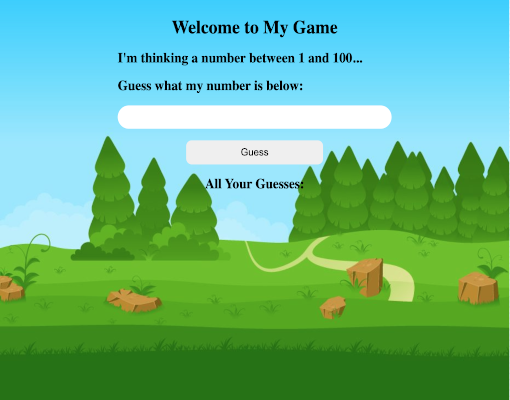 Welcome to My Game
I'm thinking a number between 1 and 100...
Guess what my number is below:
Guess
All Your Guesses: